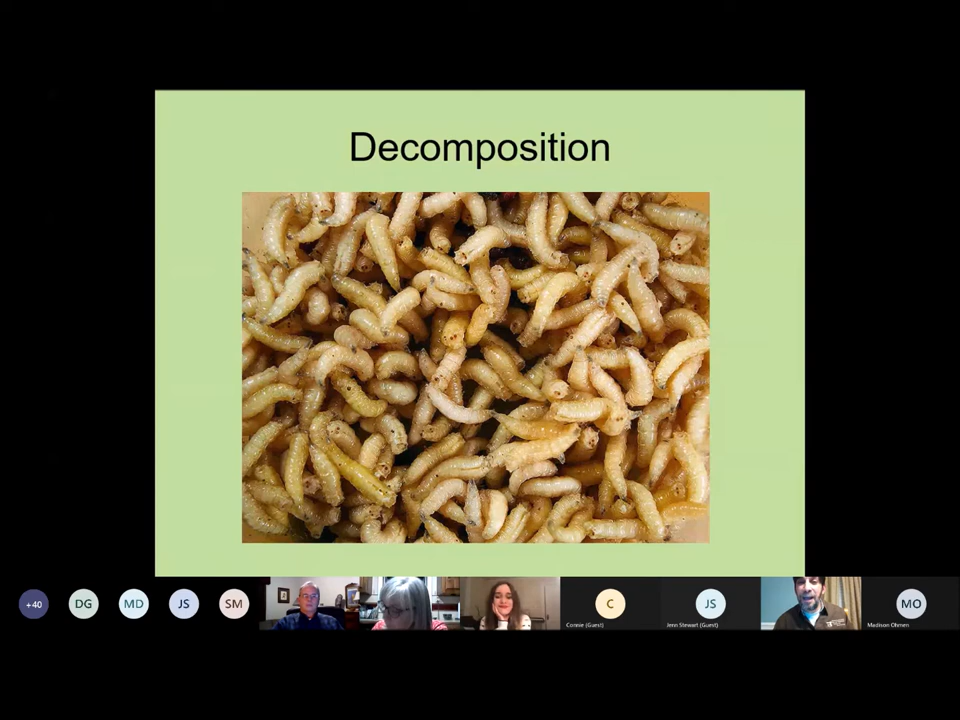 Decomposition
+40
DG
MD
JS
SM
C
Connie (Guest)
JS
Jenn Stewart (Guest)
MO
Madison Ohmen